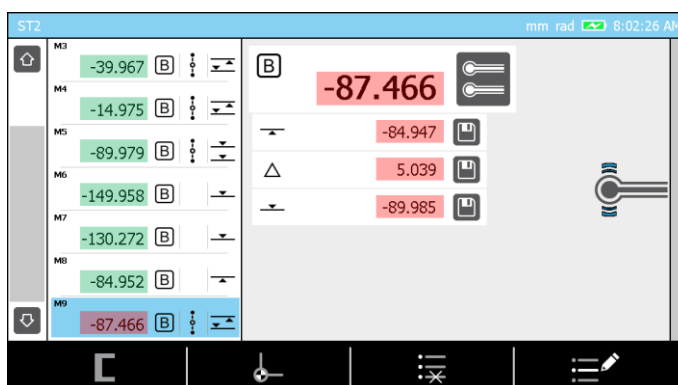 ST2 mm rad 8:02:26 AM
M3
-39.967 B
M4
-14.975 B
M5
-89.979 B
M6
-149.958 B
M7
-130.272 B
M8
-84.952 B
M9
-87.466 B
B
-87.466
-84.947
5.039
-89.985